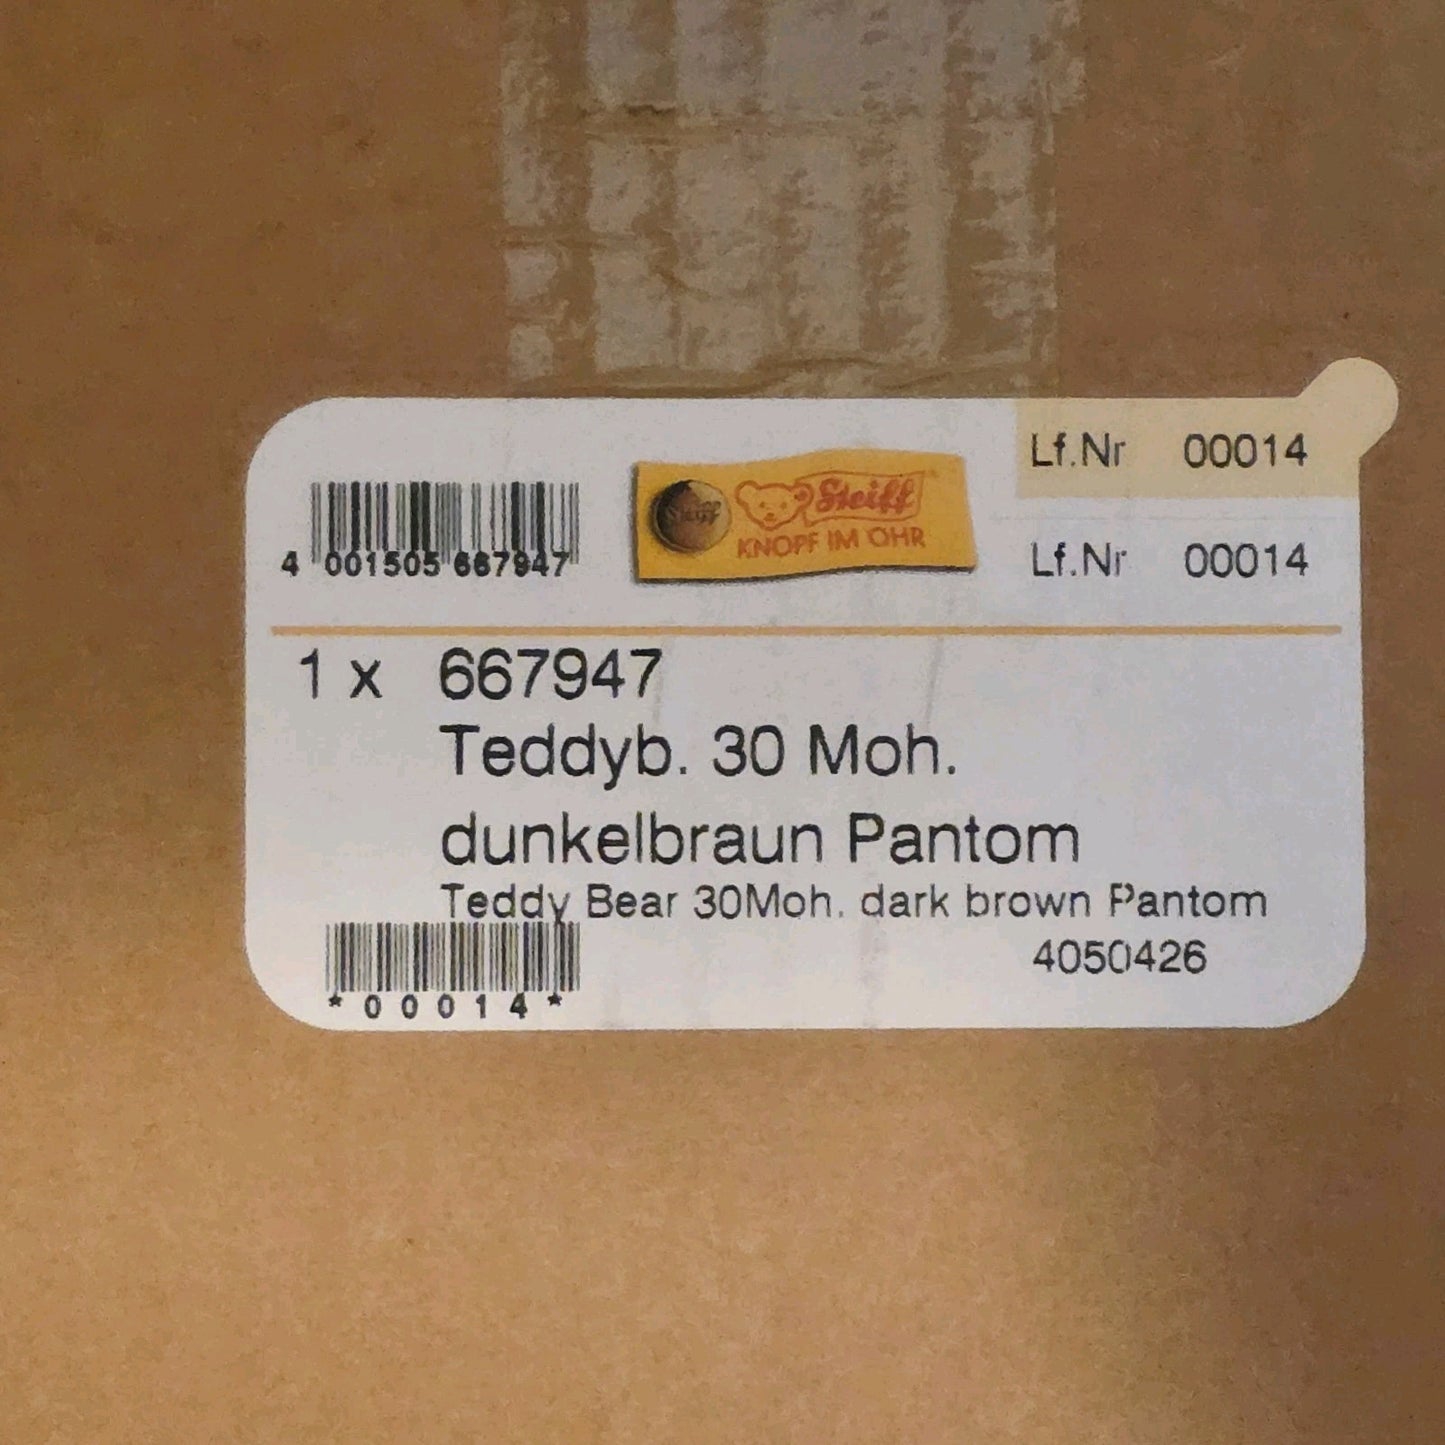 4 001505 667947
Steiff
Steiff
KNOPF IM OHR
Lf.Nr 00014
Lf.Nr 00014
1 x 667947
Teddyb. 30 Moh.
dunkelbraun Pantom
Teddy Bear 30Moh. dark brown Pantom
4050426
*00014*